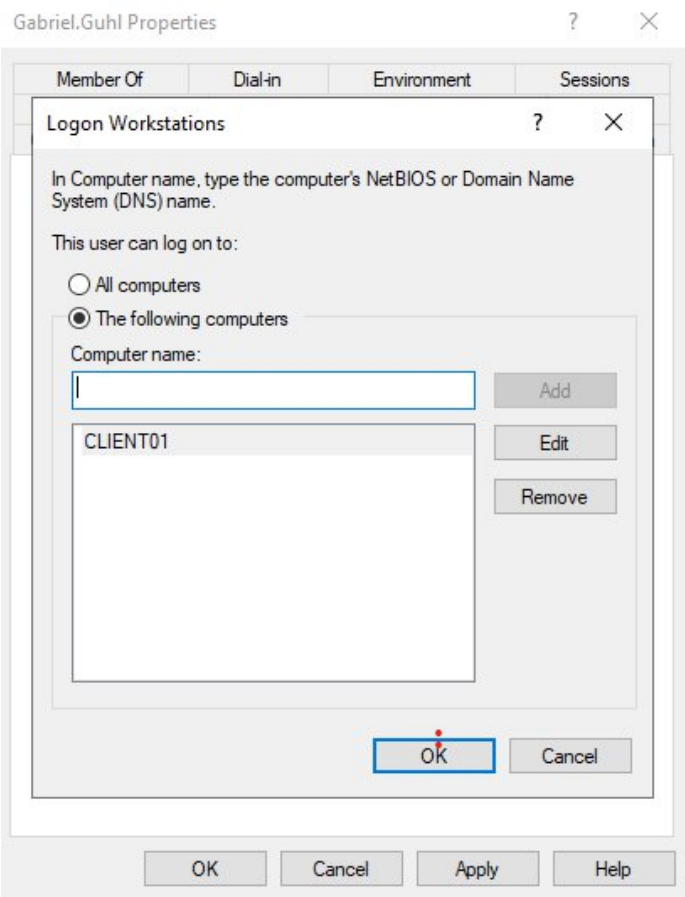 Gabriel.Guhl Properties ? ×
Member Of Dial-in Environment Sessions
Logon Workstations ? ×
In Computer name, type the computer's NetBIOS or Domain Name
System (DNS) name.
This user can log on to:
All computers
The following computers
Computer name:
Add
CLIENT01
Edit
Remove
OK Cancel
OK Cancel Apply Help